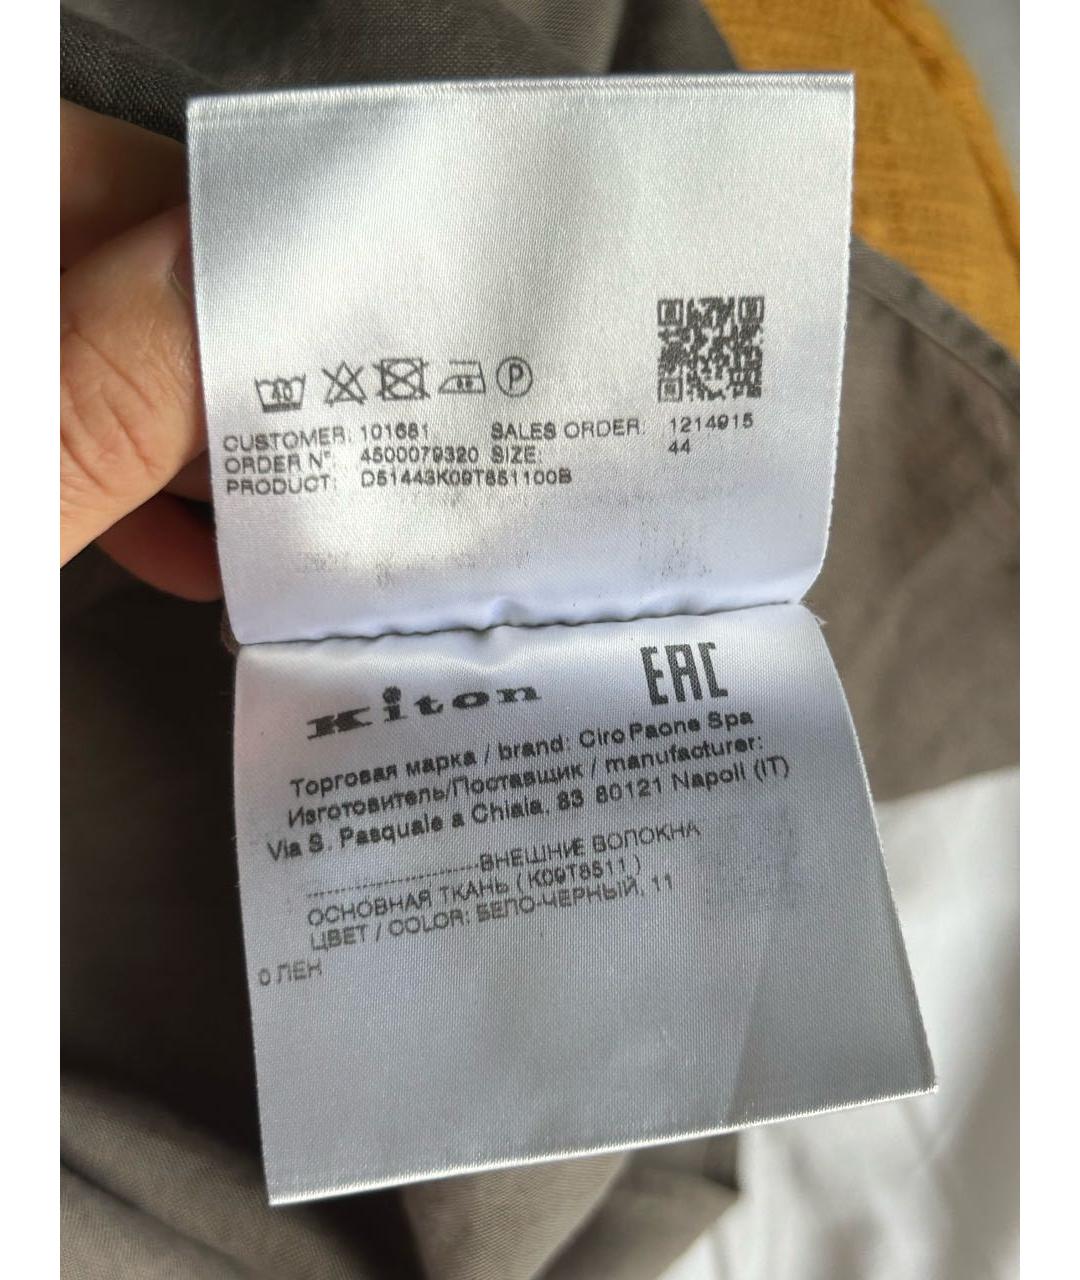 40 P
CUSTOMER: 101681 SALES ORDER: 1214915
ORDER N°: 4500079320 SIZE: 44
PRODUCT: D51443K09T851100B
Kiton EAC
Торговая марка / brand: Ciro Paone Spa
Изготовитель/Поставщик / manufacturer:
Via S. Pasquale a Chiaia, 83 80121 Napoli (IT)
------------------------ВНЕШНИЕ ВОЛОКНА
ОСНОВНАЯ ТКАНЬ ( K09T8511 )
ЦВЕТ / COLOR: БЕЛО-ЧЕРНЫЙ, 11
0 ЛЕН